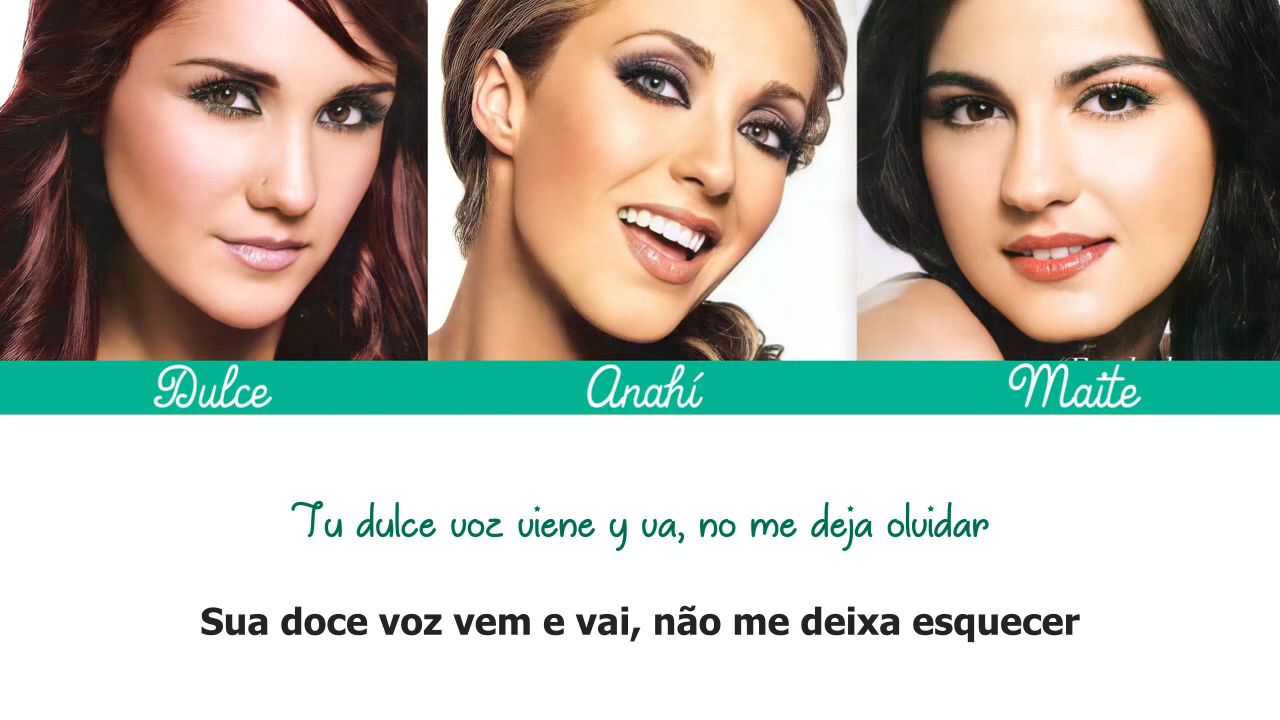 Dulce
Anahí
Maite
Tu dulce voz viene y va, no me deja olvidar
Sua doce voz vem e vai, não me deixa esquecer